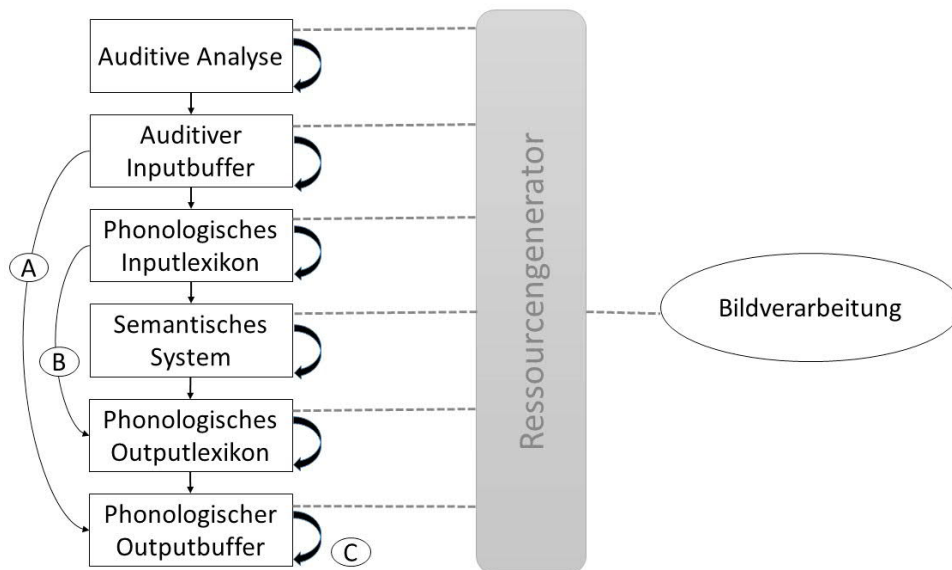 Auditive Analyse
Auditiver
Inputbuffer
Phonologisches
Inputlexikon
A
Semantisches
System
B
Phonologisches
Outputlexikon
Phonologischer
Outputbuffer
C
Ressourcengenerator
Bildverarbeitung